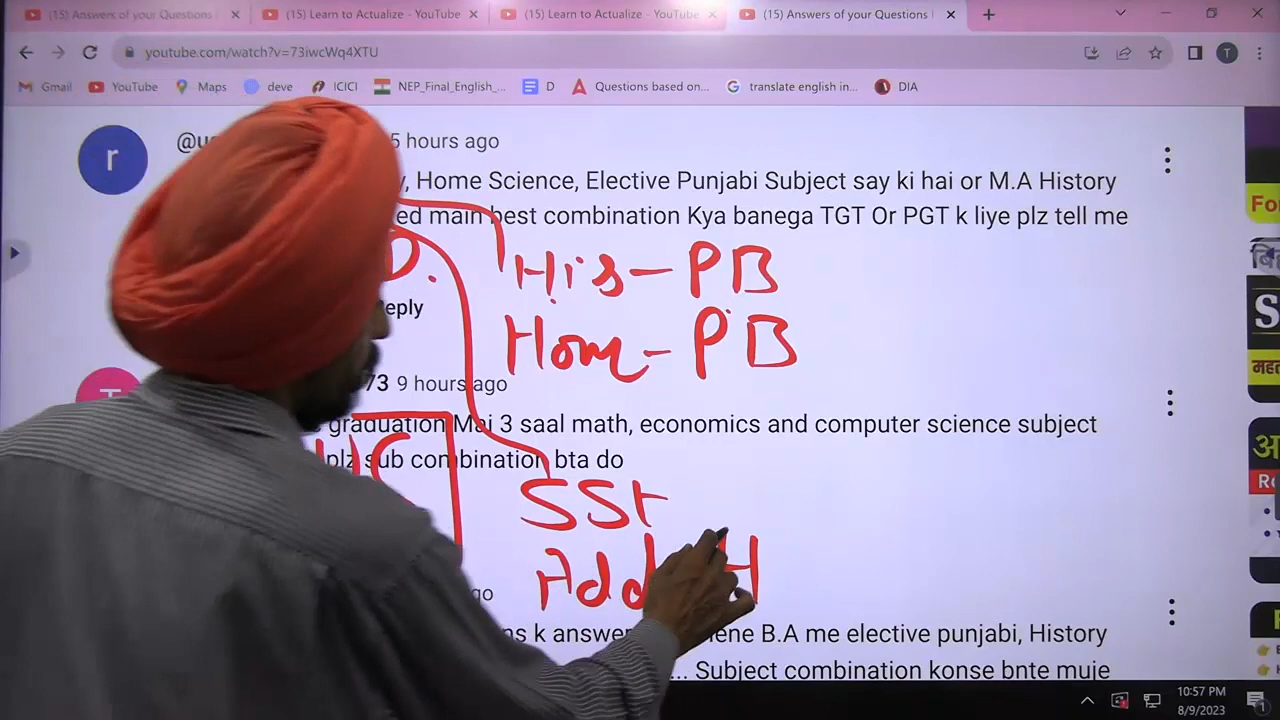 (15) Answers of your Questions
(15) Learn to Actualize - YouTube
(15) Learn to Actualize - YouTube
(15) Answers of your Questions
youtube.com/watch?v=73iwcWq4XTU
T
Gmail
YouTube
Maps
deve
ICICI
NEP_Final_English_...
D
Questions based on...
translate english in...
DIA
r
5 hours ago
Home Science, Elective Punjabi Subject say ki hai or M.A History
main best combination Kya banega TGT Or PGT k liye plz tell me
His - PB
Hom - PB
73 9 hours ago
graduation Mai 3 saal math, economics and computer science subject
plz sub combination bta do
SSt
Add H
B.A me elective punjabi, History
... Subject combination konse bnte muje
10:57 PM
8/9/2023